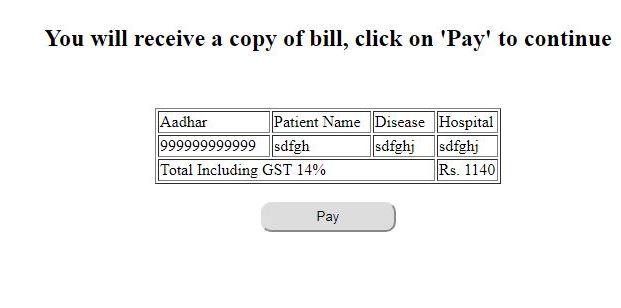 You will receive a copy of bill, click on 'Pay' to continue
Aadhar Patient Name Disease Hospital
999999999999 sdfgh sdfghj sdfghj
Total Including GST 14% Rs. 1140
Pay